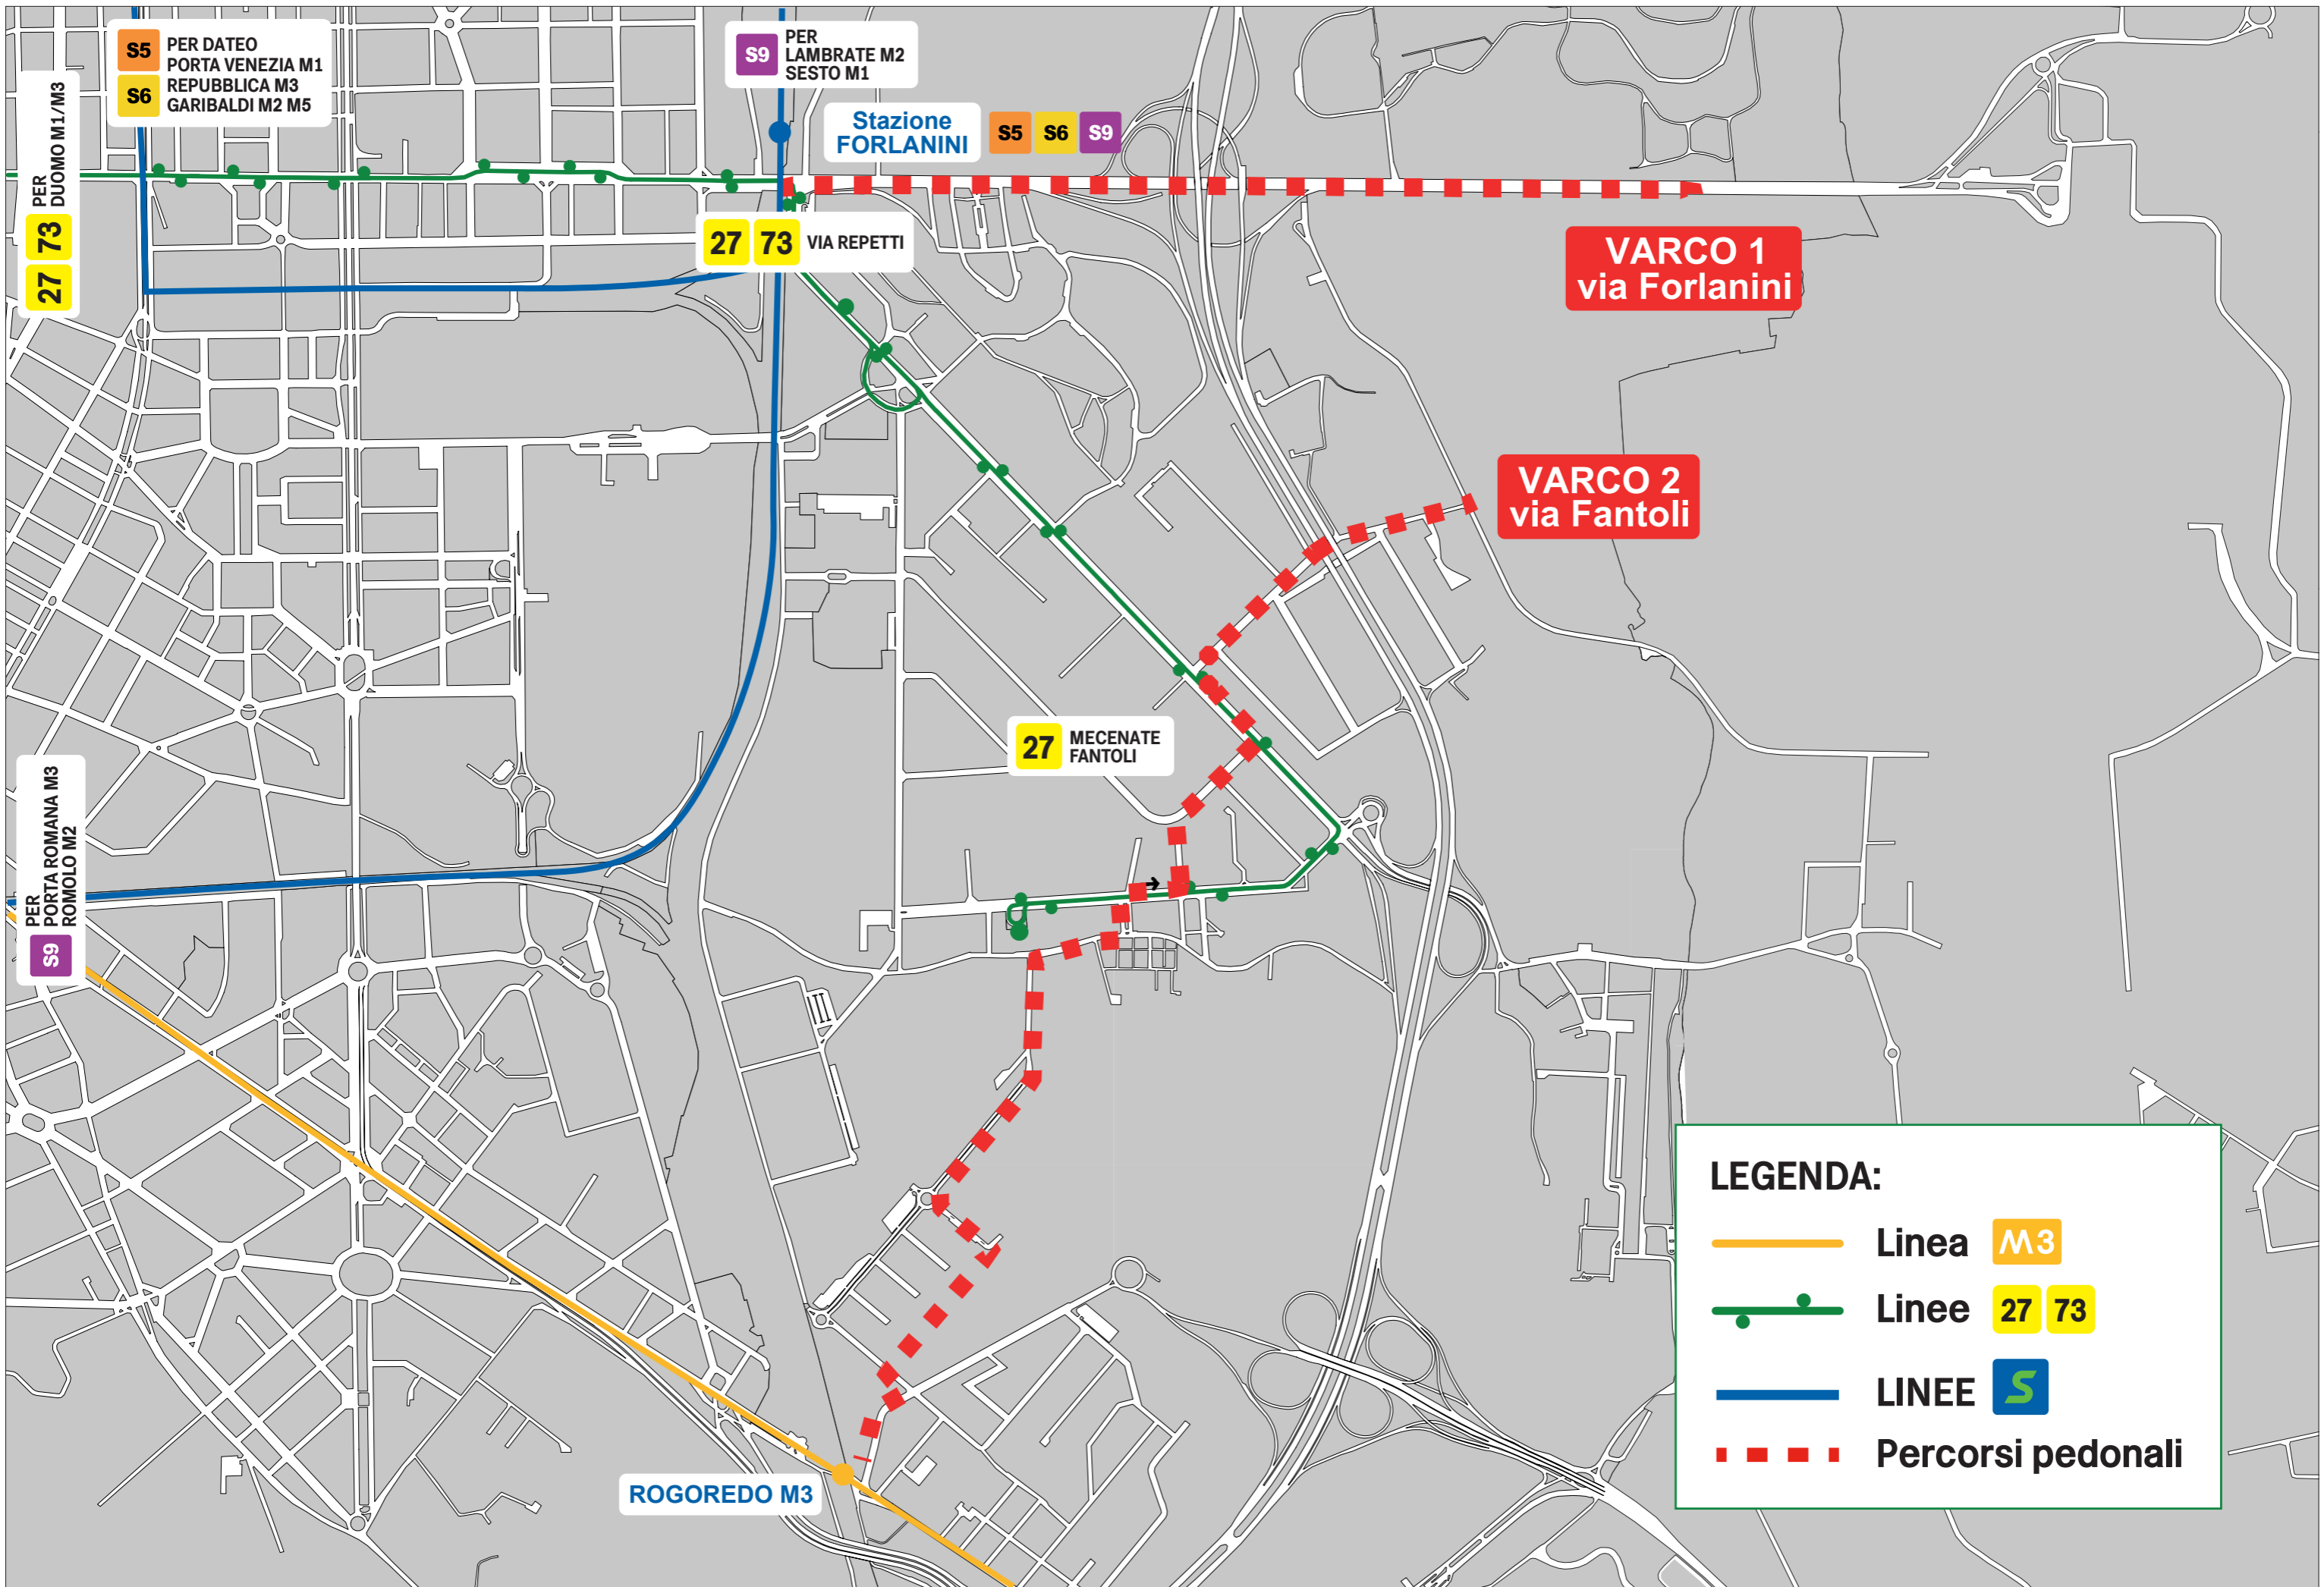 S5 PER DATEO
PORTA VENEZIA M1
S6 REPUBBLICA M3
GARIBALDI M2 M5
S9 PER
LAMBRATE M2
SESTO M1
Stazione
FORLANINI
S5 S6 S9
27 73 PER
DUOMO M1/M3
27 73 VIA REPETTI
VARCO 1
via Forlanini
VARCO 2
via Fantoli
27 MECENATE
FANTOLI
S9 PER
PORTA ROMANA M3
ROMOLO M2
ROGOREDO M3
LEGENDA:
Linea M3
Linee 27 73
LINEE S
Percorsi pedonali